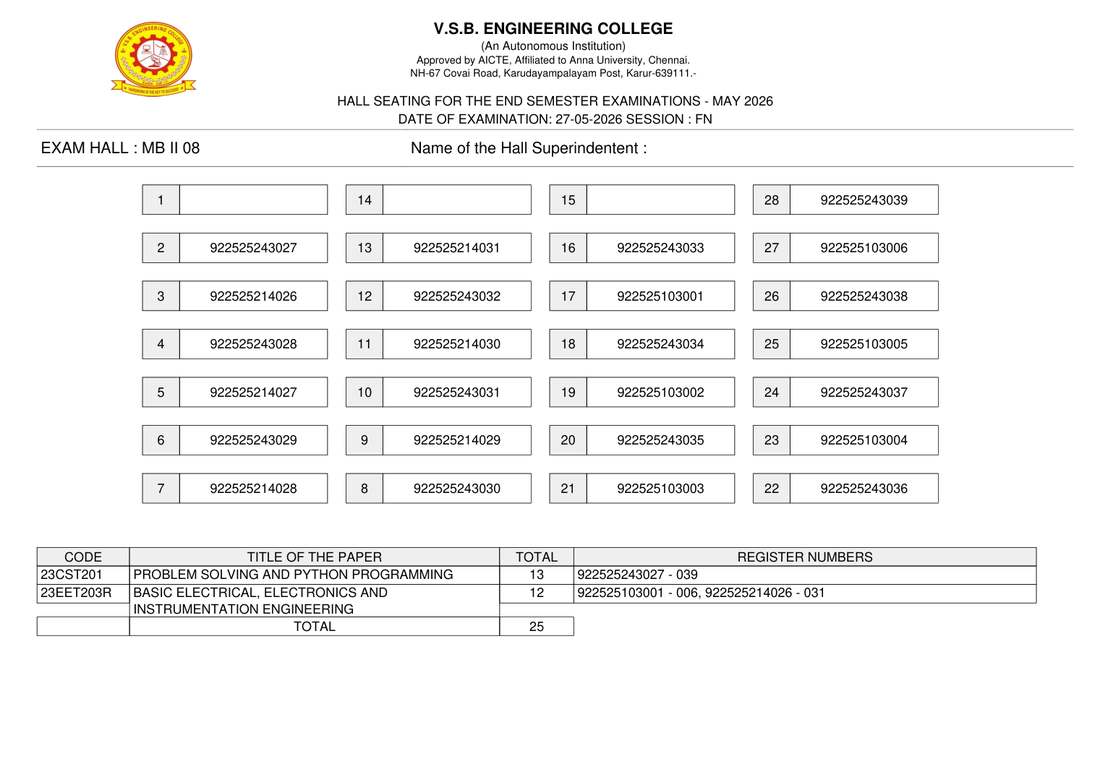 V.S.B. ENGINEERING COLLEGE
(An Autonomous Institution)
Approved by AICTE, Affiliated to Anna University, Chennai.
NH-67 Covai Road, Karudayampalayam Post, Karur-639111.-
HALL SEATING FOR THE END SEMESTER EXAMINATIONS - MAY 2026
DATE OF EXAMINATION: 27-05-2026 SESSION : FN
EXAM HALL : MB II 08 Name of the Hall Superindentent :
1 14 15 28 922525243039
2 922525243027 13 922525214031 16 922525243033 27 922525103006
3 922525214026 12 922525243032 17 922525103001 26 922525243038
4 922525243028 11 922525214030 18 922525243034 25 922525103005
5 922525214027 10 922525243031 19 922525103002 24 922525243037
6 922525243029 9 922525214029 20 922525243035 23 922525103004
7 922525214028 8 922525243030 21 922525103003 22 922525243036
CODE TITLE OF THE PAPER TOTAL REGISTER NUMBERS
23CST201 PROBLEM SOLVING AND PYTHON PROGRAMMING 13 922525243027 - 039
23EET203R BASIC ELECTRICAL, ELECTRONICS AND 12 922525103001 - 006, 922525214026 - 031
INSTRUMENTATION ENGINEERING
TOTAL 25